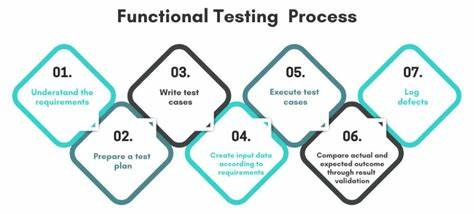 Functional Testing Process
01.
Understand the
requirements
02.
Prepare a test
plan
03.
Write test
cases
04.
Create input data
according to
requirements
05.
Execute test
cases
06.
Compare actual and
expected outcome
through result
validation
07.
Log
defects